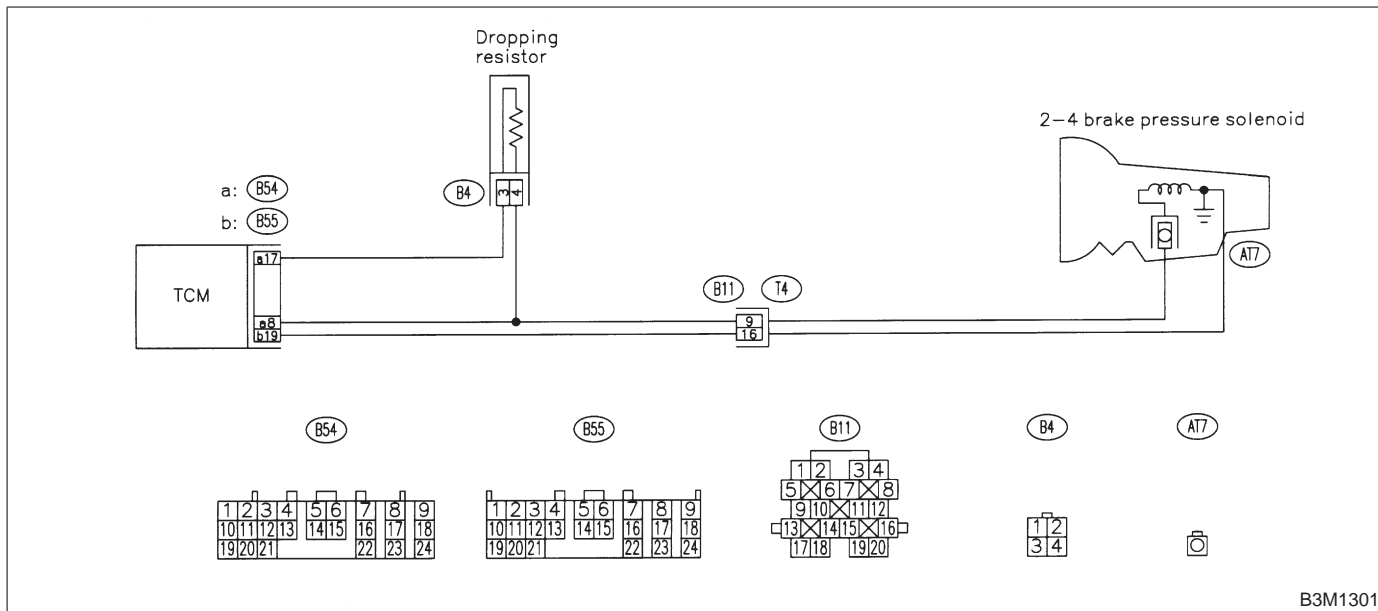 Dropping
resistor
2-4 brake pressure solenoid
a: B54
b: B55
B4
3 4
TCM
a17
a8
b19
B11 T4
9
16
AT7
B54 B55 B11 B4 AT7
1 2 3 4 5 6 7 8 9
10 11 12 13 14 15 16 17 18
19 20 21 22 23 24
1 2 3 4 5 6 7 8 9
10 11 12 13 14 15 16 17 18
19 20 21 22 23 24
1 2 3 4
5 6 7 8
9 10 11 12
13 14 15 16
17 18 19 20
1 2
3 4
B3M1301